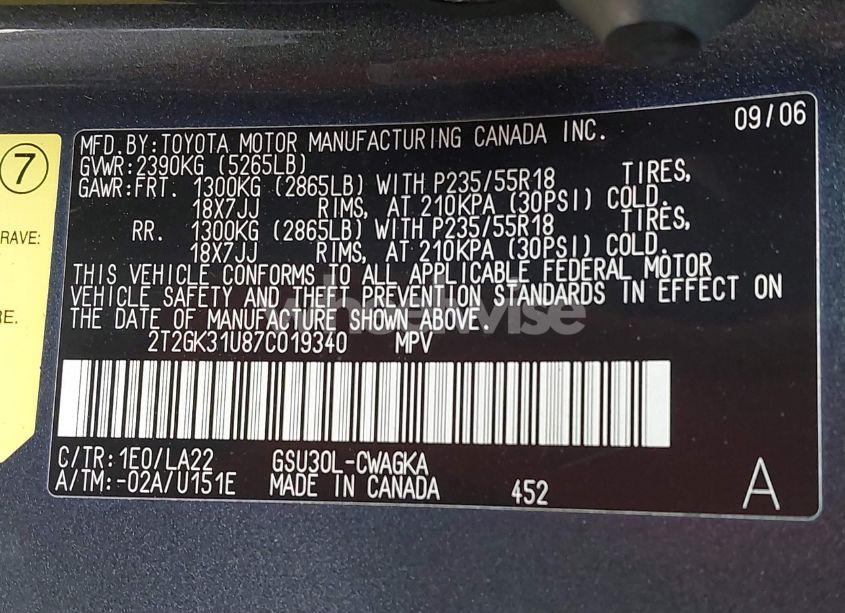 7
RAVE:
RE.
09/06
MFD.BY:TOYOTA MOTOR MANUFACTURING CANADA INC.
GVWR:2390KG (5265LB)
GAWR:FRT. 1300KG (2865LB) WITH P235/55R18 TIRES,
18X7JJ RIMS, AT 210KPA (30PSI) COLD.
RR. 1300KG (2865LB) WITH P235/55R18 TIRES,
18X7JJ RIMS, AT 210KPA (30PSI) COLD.
THIS VEHICLE CONFORMS TO ALL APPLICABLE FEDERAL MOTOR
VEHICLE SAFETY AND THEFT PREVENTION STANDARDS IN EFFECT ON
THE DATE OF MANUFACTURE SHOWN ABOVE.
wheelwise
2T2GK31U87C019340 MPV
C/TR:1E0/LA22 GSU30L-CWAGKA
A/TM:-02A/U151E MADE IN CANADA 452 A